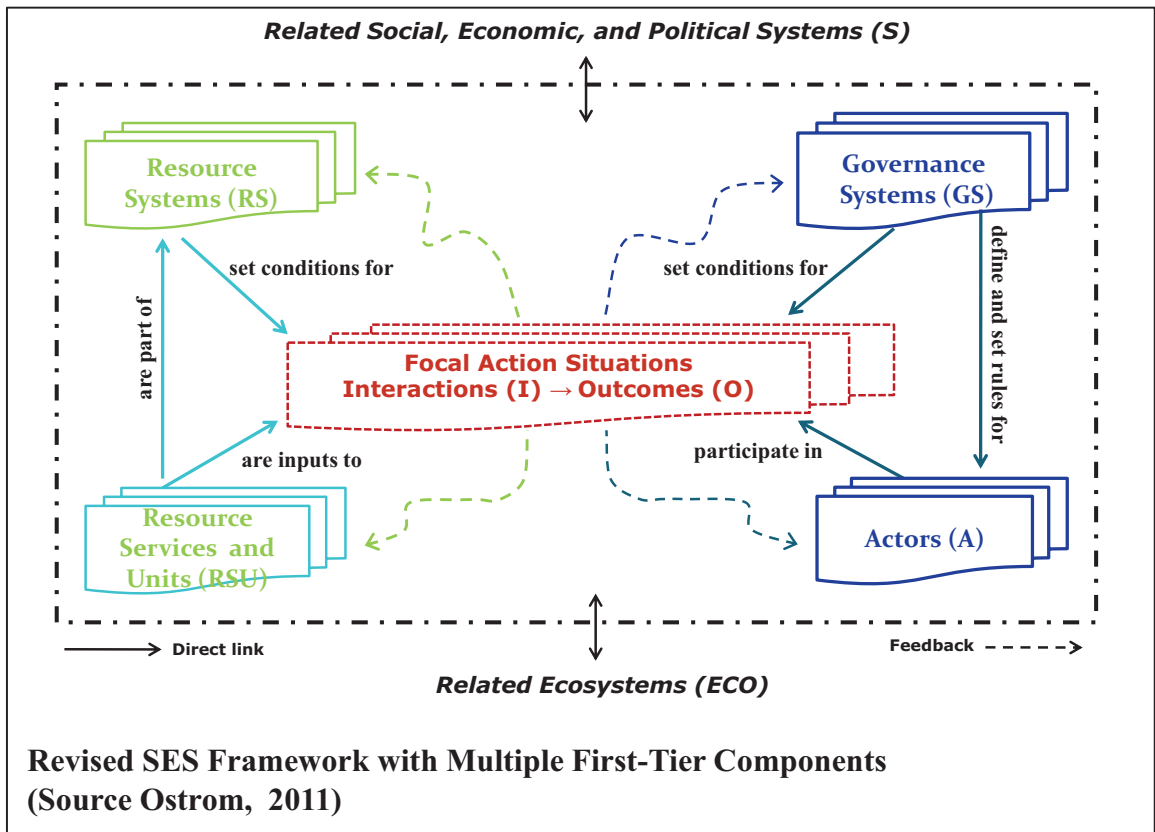 Related Social, Economic, and Political Systems (S)
Resource
Systems (RS)
Governance
Systems (GS)
set conditions for
set conditions for
are part of
define and set rules for
Focal Action Situations
Interactions (I) → Outcomes (O)
are inputs to
participate in
Resource
Services and
Units (RSU)
Actors (A)
Direct link
Feedback
Related Ecosystems (ECO)
Revised SES Framework with Multiple First-Tier Components
(Source Ostrom, 2011)